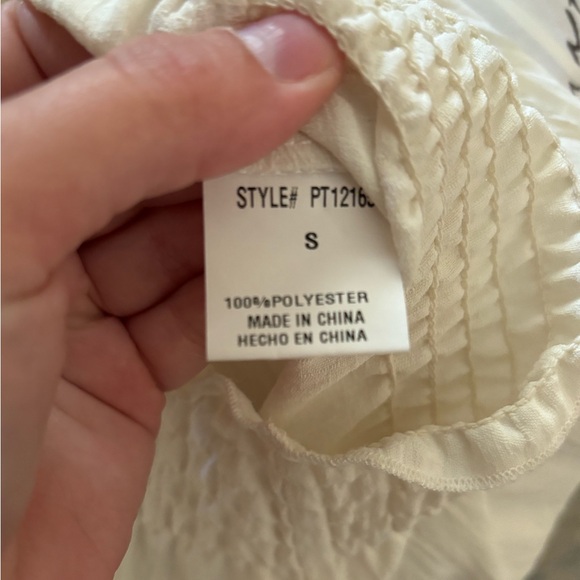 STYLE#
S
100%POLYESTER
MADE IN CHINA
HECHO EN CHINA